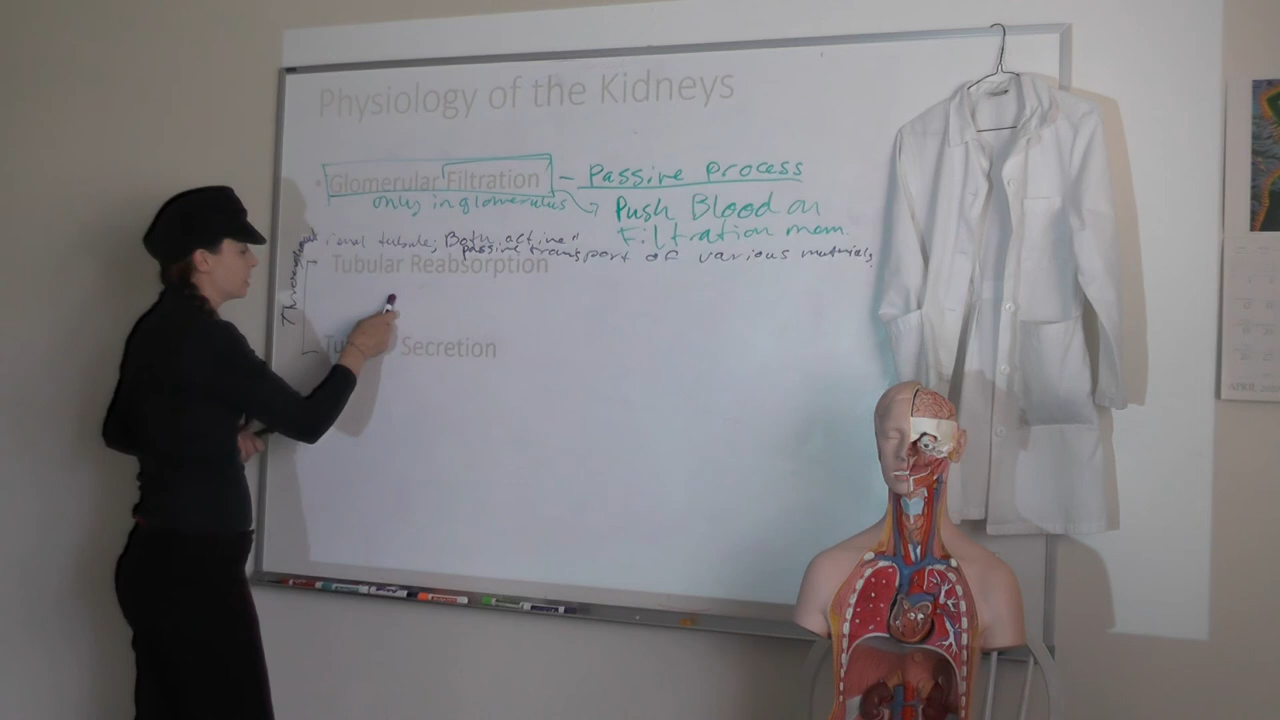 Physiology of the Kidneys
• Glomerular Filtration – Passive process
only in glomerulus → Push Blood on
Filtration mem.
Throughout renal tubule; Both active
passive transport of various materials
Tubular Reabsorption
Secretion
APRIL